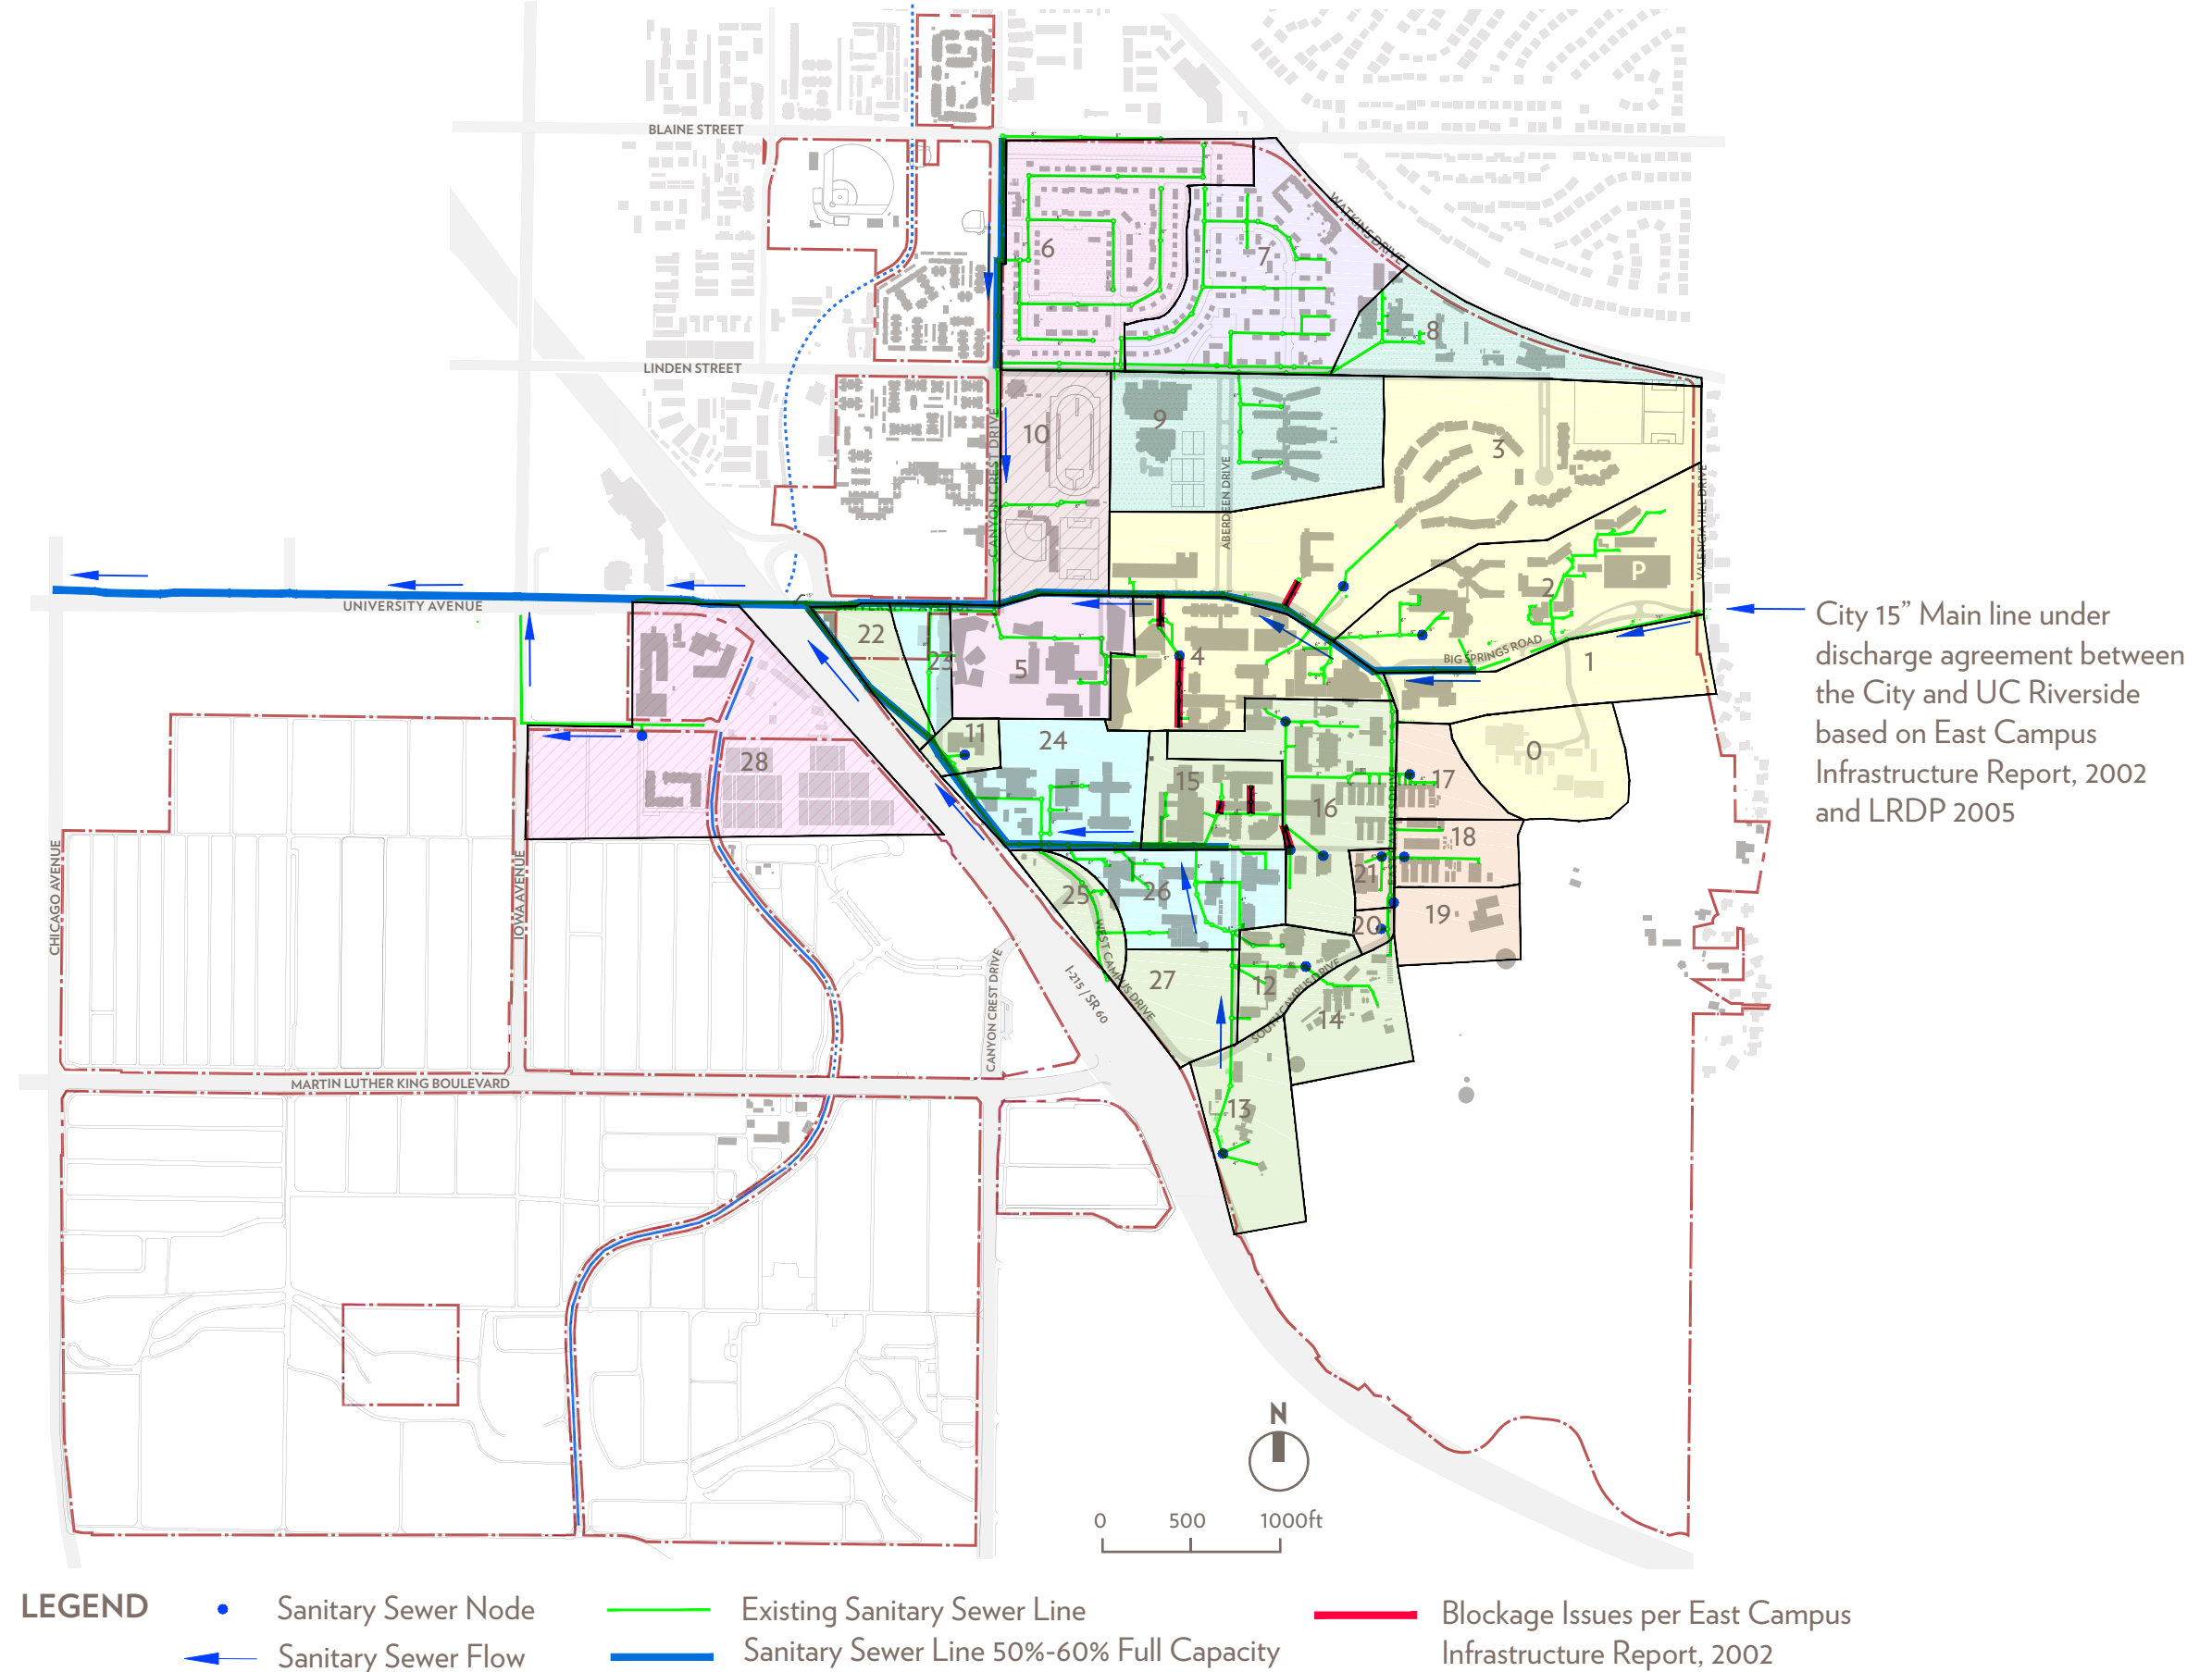 BLAINE STREET
WATKINS DRIVE
6
7
8
LINDEN STREET
CANYON CREST DRIVE
10
9
3
ABERDEEN DRIVE
VALENCIA HILL DRIVE
2
P
UNIVERSITY AVENUE
22
23
5
4
BIG SPRINGS ROAD
1
City 15” Main line under
discharge agreement between
the City and UC Riverside
based on East Campus
Infrastructure Report, 2002
and LRDP 2005
11
24
0
28
15
16
17
18
21
25
26
19
20
CHICAGO AVENUE
IOWA AVENUE
WEST CAMPUS DRIVE
27
12
SOUTH CAMPUS DRIVE
14
I-215 / SR 60
CANYON CREST DRIVE
MARTIN LUTHER KING BOULEVARD
13
N
0 500 1000ft
LEGEND
Sanitary Sewer Node
Existing Sanitary Sewer Line
Blockage Issues per East Campus
Infrastructure Report, 2002
Sanitary Sewer Flow
Sanitary Sewer Line 50%-60% Full Capacity